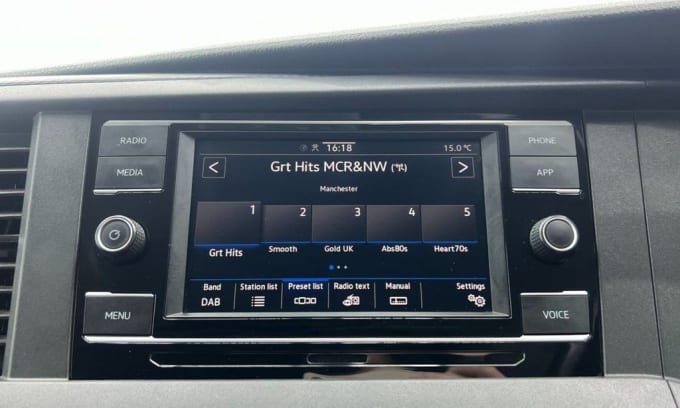 RADIO
MEDIA
MENU
16:18
15.0°C
< Grt Hits MCR&NW >
Manchester
1 2 3 4 5
Grt Hits Smooth Gold UK Abs80s Heart70s
Band Station list Preset list Radio text Manual Settings
DAB
PHONE
APP
VOICE